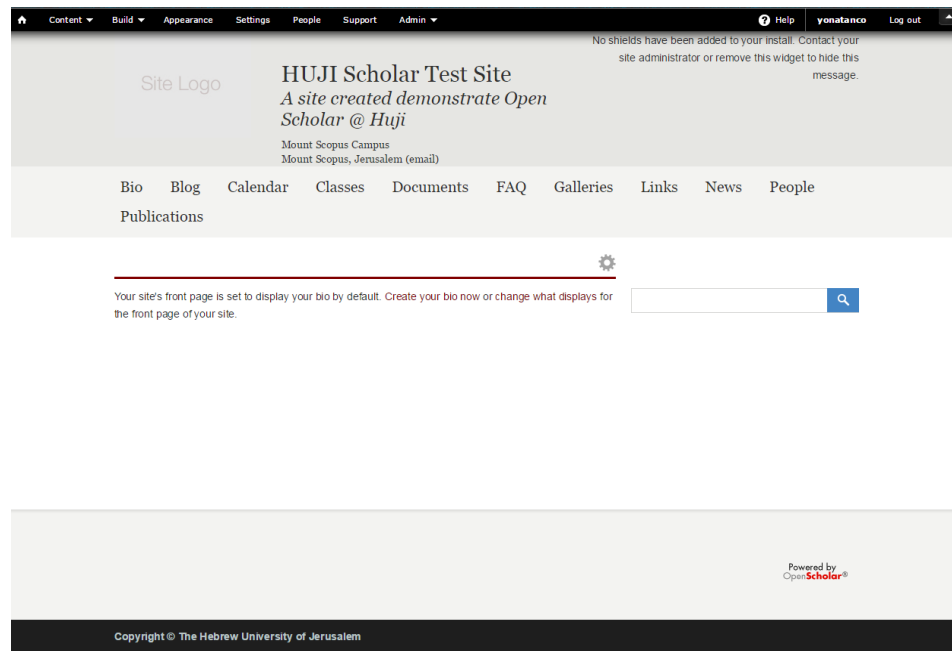 Content Build Appearance Settings People Support Admin Help yonatanco Log out
No shields have been added to your install. Contact your
site administrator or remove this widget to hide this
message.
Site Logo
HUJI Scholar Test Site
A site created demonstrate Open
Scholar @ Huji
Mount Scopus Campus
Mount Scopus, Jerusalem (email)
Bio Blog Calendar Classes Documents FAQ Galleries Links News People
Publications
Your site's front page is set to display your bio by default. Create your bio now or change what displays for
the front page of your site.
Powered by
OpenScholar®
Copyright © The Hebrew University of Jerusalem